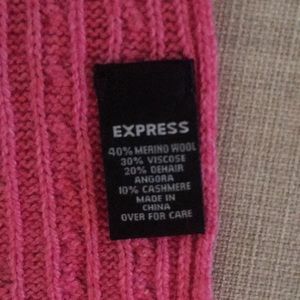 EXPRESS
40% MERINO WOOL
30% VISCOSE
20% DEHAIR
ANGORA
10% CASHMERE
MADE IN
CHINA
OVER FOR CARE